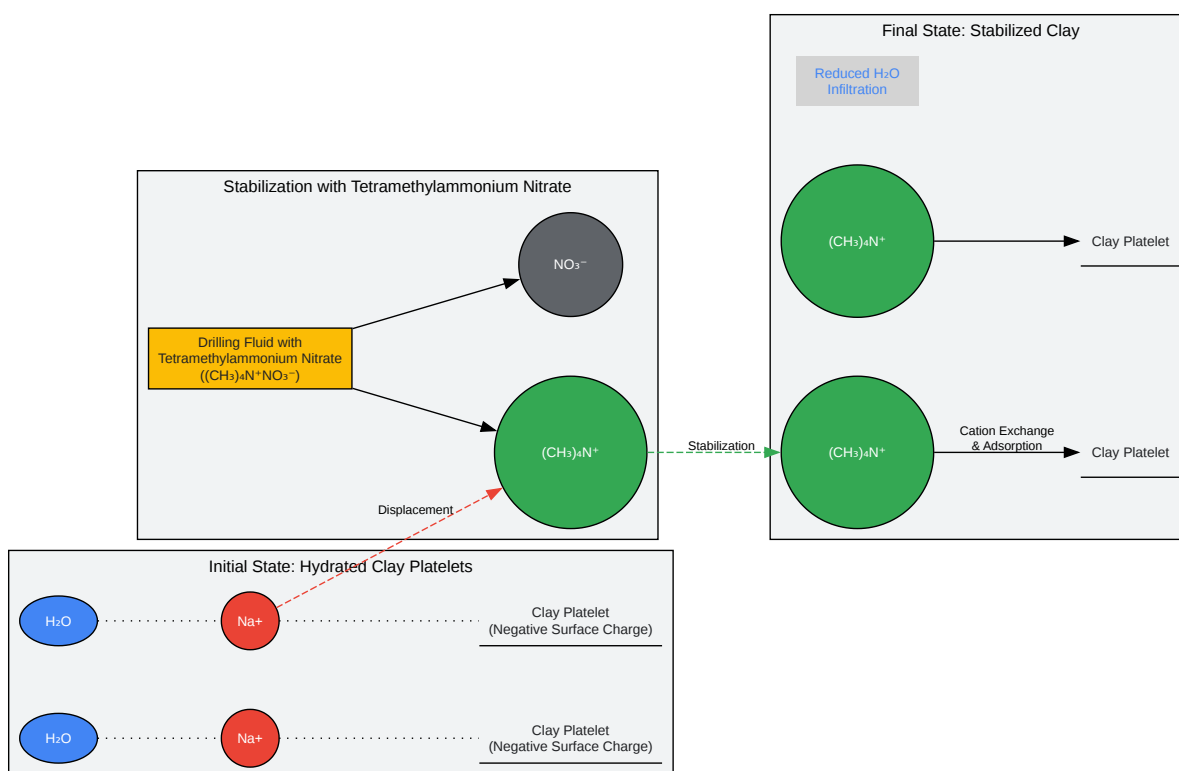 Final State: Stabilized Clay
Reduced H₂O
Infiltration
(CH₃)₄N⁺
Clay Platelet
(CH₃)₄N⁺
Cation Exchange
& Adsorption
Clay Platelet
Stabilization with Tetramethylammonium Nitrate
NO₃⁻
Drilling Fluid with
Tetramethylammonium Nitrate
((CH₃)₄N⁺NO₃⁻)
(CH₃)₄N⁺
Stabilization
Displacement
Initial State: Hydrated Clay Platelets
H₂O
Na+
Clay Platelet
(Negative Surface Charge)
H₂O
Na+
Clay Platelet
(Negative Surface Charge)